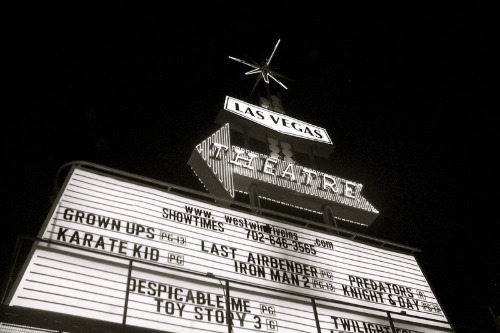 LAS VEGAS
THEATRE
www.westwinddriveins.com
SHOWTIMES 702-646-3565
GROWN UPS PG-13
KARATE KID PG
LAST AIRBENDER PG
IRON MAN 2 PG-13
PREDATORS R
KNIGHT & DAY PG-13
DESPICABLE ME PG
TOY STORY 3 G
TWILIGHT